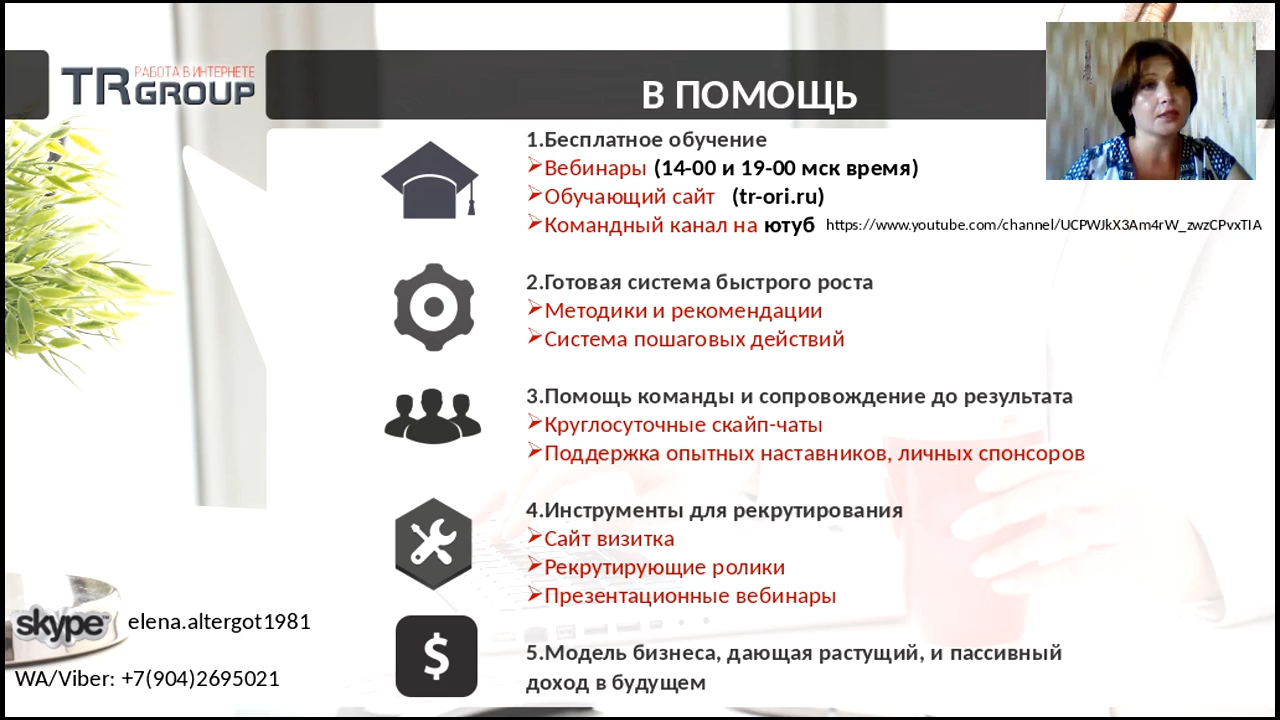 TR GROUP РАБОТА В ИНТЕРНЕТЕ
В ПОМОЩЬ
1.Бесплатное обучение
Вебинары (14-00 и 19-00 мск время)
Обучающий сайт (tr-ori.ru)
Командный канал на ютуб https://www.youtube.com/channel/UCPWJkX3Am4rW_zwzCPvxTIA
2.Готовая система быстрого роста
Методики и рекомендации
Система пошаговых действий
3.Помощь команды и сопровождение до результата
Круглосуточные скайп-чаты
Поддержка опытных наставников, личных спонсоров
4.Инструменты для рекрутирования
Сайт визитка
Рекрутирующие ролики
Презентационные вебинары
5.Модель бизнеса, дающая растущий, и пассивный
доход в будущем
$
skype elena.altergot1981
WA/Viber: +7(904)2695021